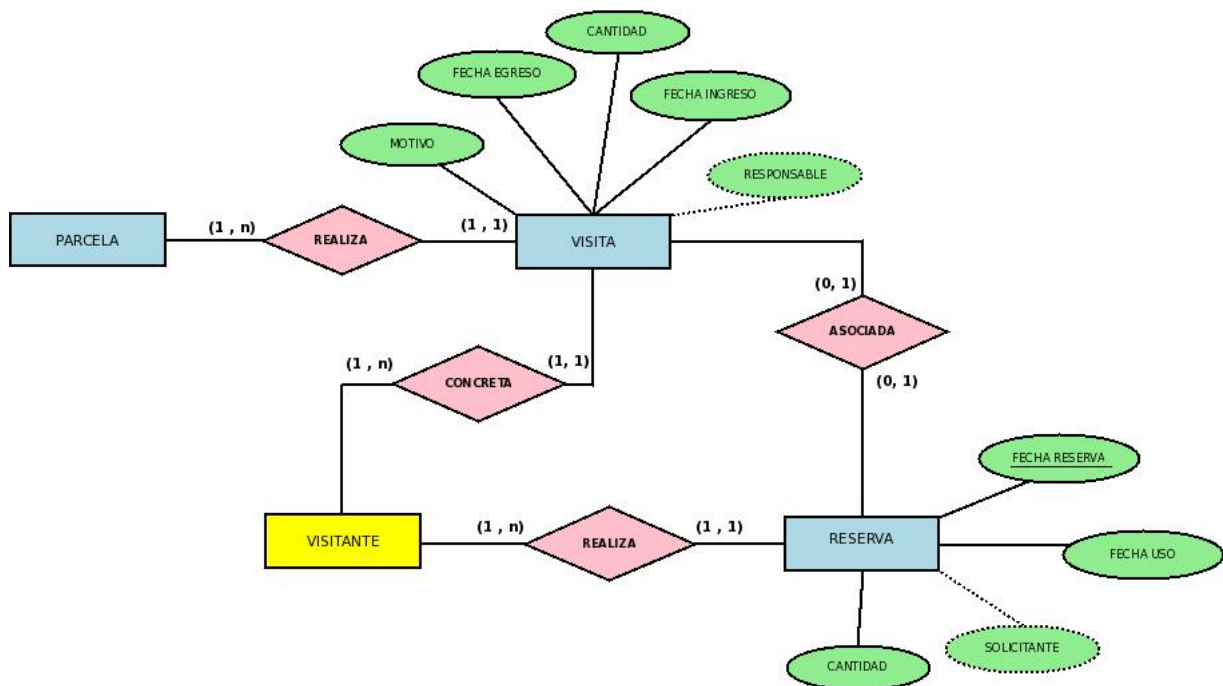 CANTIDAD
FECHA EGRESO
FECHA INGRESO
MOTIVO
RESPONSABLE
PARCELA
(1 , n)
REALIZA
(1 , 1)
VISITA
(0, 1)
ASOCIADA
(0, 1)
(1 , n)
CONCRETA
(1, 1)
FECHA RESERVA
VISITANTE
(1 , n)
REALIZA
(1 , 1)
RESERVA
FECHA USO
SOLICITANTE
CANTIDAD